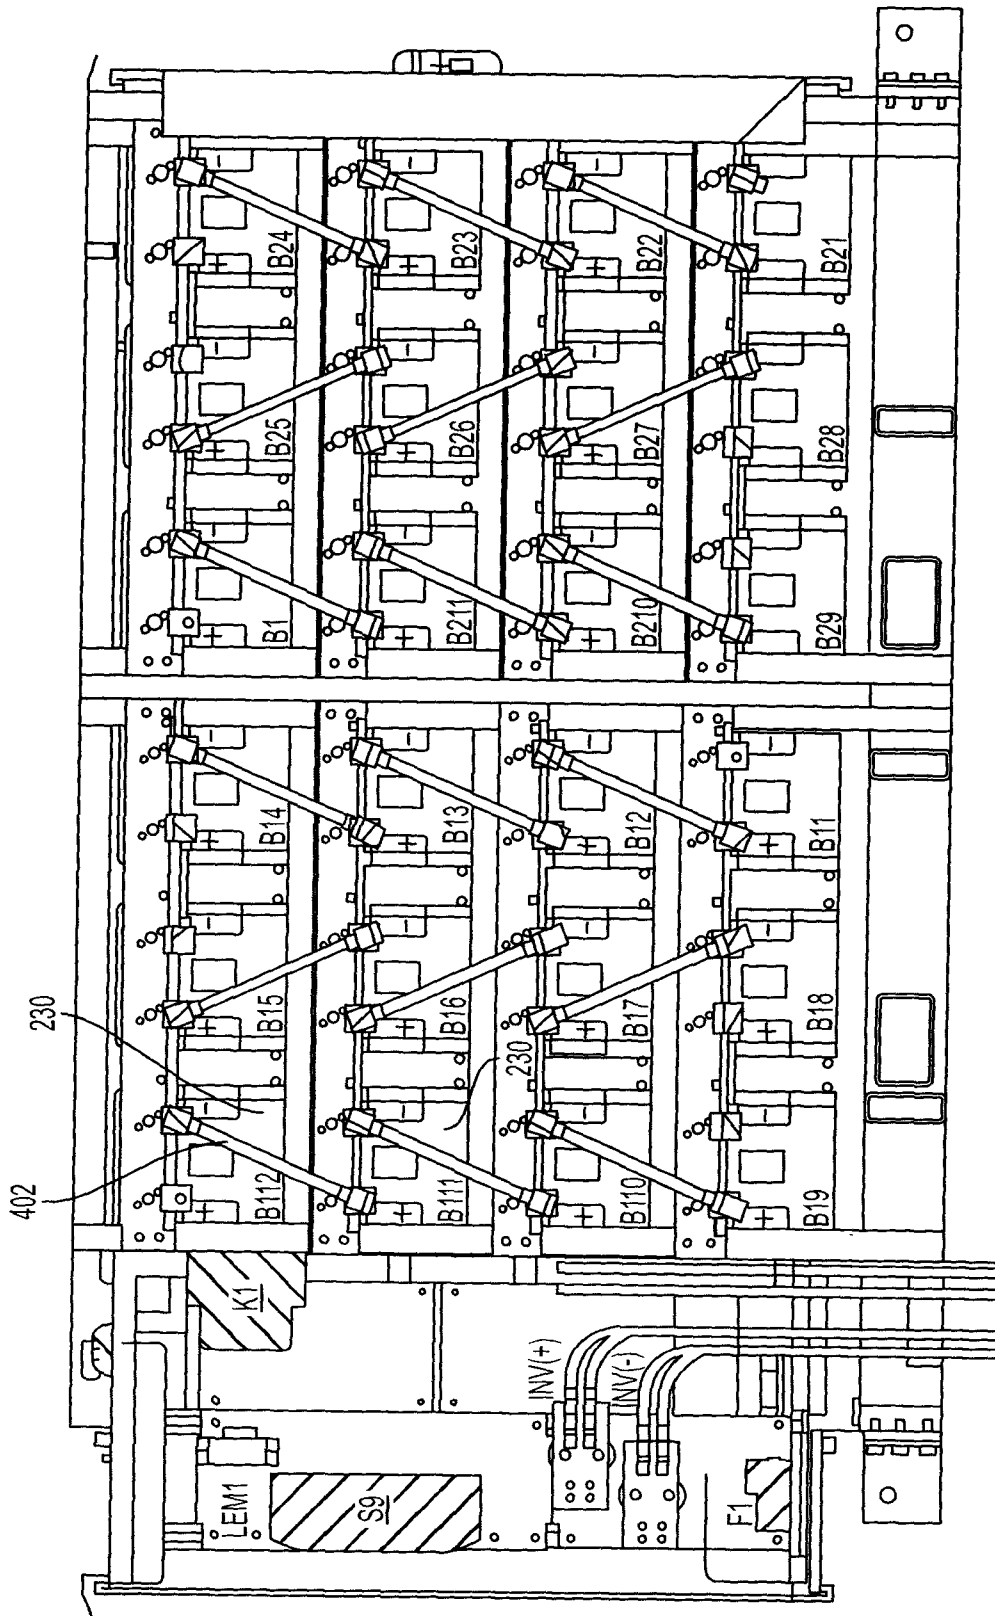 B24
B23
B22
B21
B25
B26
B27
B28
B1
B211
B210
B29
B14
B13
B12
B11
B15
B16
B17
B18
B112
B111
B110
B19
230
230
402
K1
INV(+)
INV(-)
LEM1
S9
F1